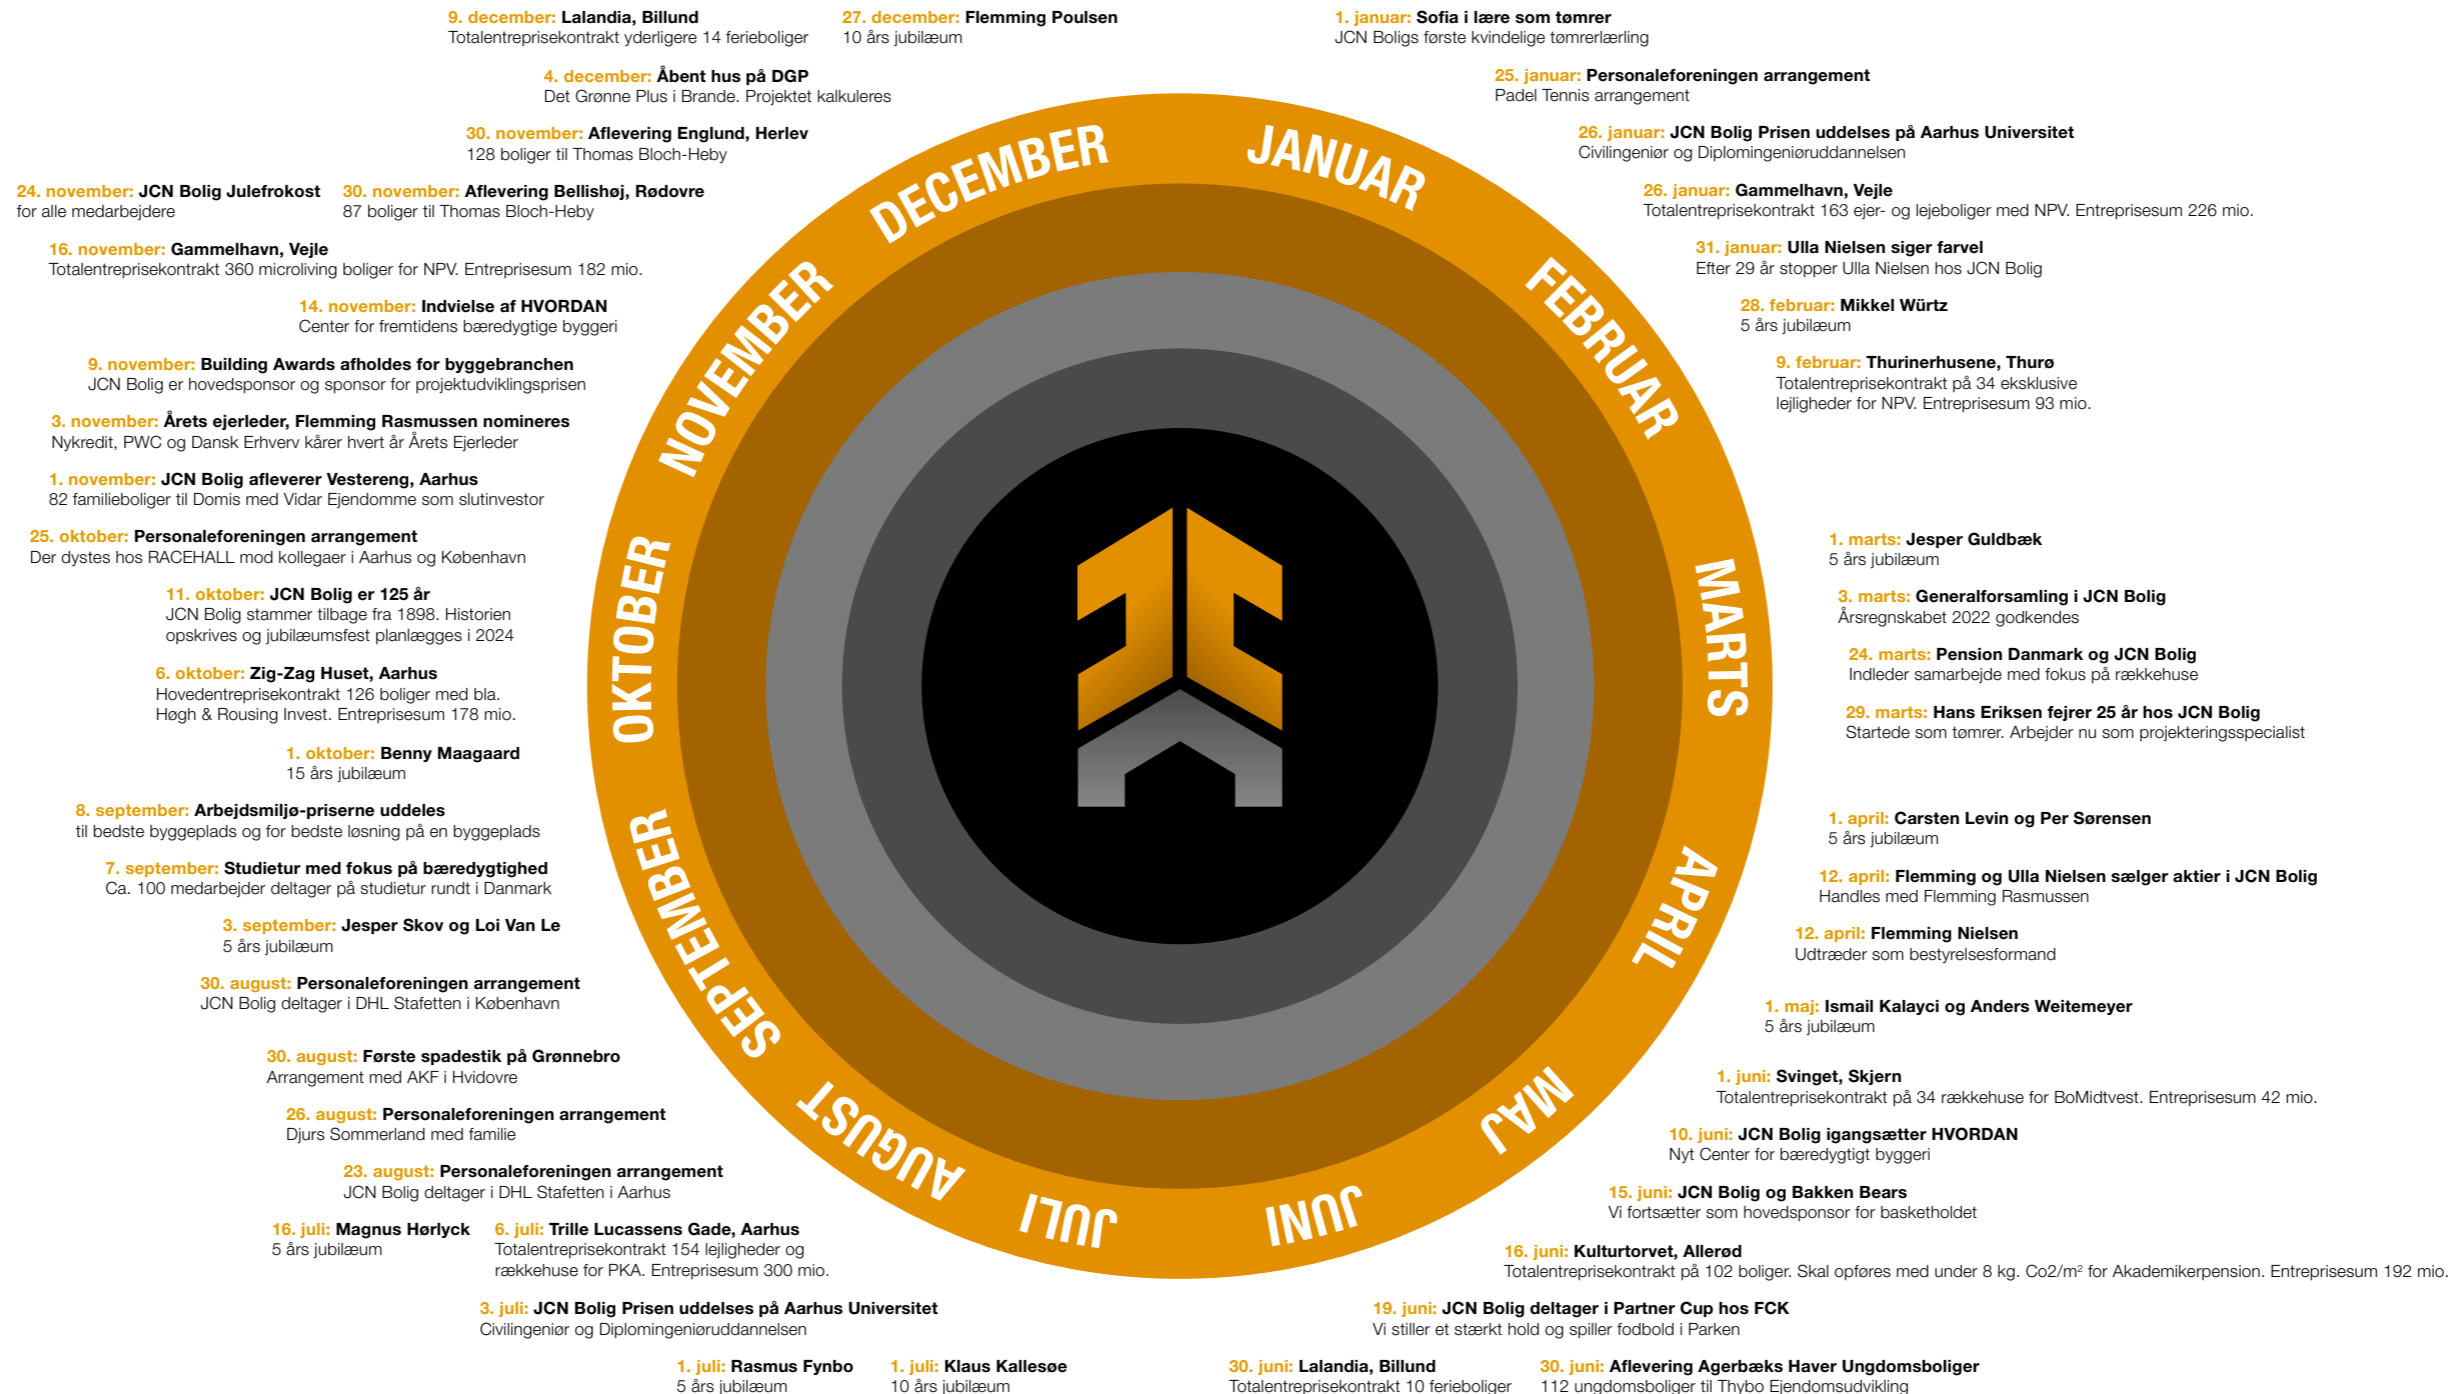 1. januar: Sofia i lære som tømrer
JCN Boligs første kvindelige tømrerlærling
25. januar: Personaleforeningen arrangement
Padel Tennis arrangement
26. januar: JCN Bolig Prisen uddelses på Aarhus Universitet
Civilingeniør og Diplomingeniøruddannelsen
26. januar: Gammelhavn, Vejle
Totalentreprisekontrakt 163 ejer- og lejeboliger med NPV. Entreprisesum 226 mio.
31. januar: Ulla Nielsen siger farvel
Efter 29 år stopper Ulla Nielsen hos JCN Bolig
28. februar: Mikkel Würtz
5 års jubilæum
9. februar: Thurinerhusene, Thurø
Totalentreprisekontrakt på 34 eksklusive
lejligheder for NPV. Entreprisesum 93 mio.
1. marts: Jesper Guldbæk
5 års jubilæum
3. marts: Generalforsamling i JCN Bolig
Årsregnskabet 2022 godkendes
24. marts: Pension Danmark og JCN Bolig
Indleder samarbejde med fokus på rækkehuse
29. marts: Hans Eriksen fejrer 25 år hos JCN Bolig
Startede som tømrer. Arbejder nu som projekteringsspecialist
1. april: Carsten Levin og Per Sørensen
5 års jubilæum
12. april: Flemming og Ulla Nielsen sælger aktier i JCN Bolig
Handles med Flemming Rasmussen
12. april: Flemming Nielsen
Udtræder som bestyrelsesformand
1. maj: Ismail Kalayci og Anders Weitemeyer
5 års jubilæum
1. juni: Svinget, Skjern
Totalentreprisekontrakt på 34 rækkehuse for BoMidtvest. Entreprisesum 42 mio.
10. juni: JCN Bolig igangsætter HVORDAN
Nyt Center for bæredygtigt byggeri
15. juni: JCN Bolig og Bakken Bears
Vi fortsætter som hovedsponsor for basketholdet
16. juni: Kulturtorvet, Allerød
Totalentreprisekontrakt på 102 boliger. Skal opføres med under 8 kg. Co2/m² for Akademikerpension. Entreprisesum 192 mio.
19. juni: JCN Bolig deltager i Partner Cup hos FCK
Vi stiller et stærkt hold og spiller fodbold i Parken
30. juni: Lalandia, Billund
Totalentreprisekontrakt 10 ferieboliger
30. juni: Aflevering Agerbæks Haver Ungdomsboliger
112 ungdomsboliger til Thybo Ejendomsudvikling
1. juli: Klaus Kallesøe
10 års jubilæum
1. juli: Rasmus Fynbo
5 års jubilæum
3. juli: JCN Bolig Prisen uddelses på Aarhus Universitet
Civilingeniør og Diplomingeniøruddannelsen
6. juli: Trille Lucassens Gade, Aarhus
Totalentreprisekontrakt 154 lejligheder og
rækkehuse for PKA. Entreprisesum 300 mio.
16. juli: Magnus Hørlyck
5 års jubilæum
23. august: Personaleforeningen arrangement
JCN Bolig deltager i DHL Stafetten i Aarhus
26. august: Personaleforeningen arrangement
Djurs Sommerland med familie
30. august: Første spadestik på Grønnebro
Arrangement med AKF i Hvidovre
30. august: Personaleforeningen arrangement
JCN Bolig deltager i DHL Stafetten i København
3. september: Jesper Skov og Loi Van Le
5 års jubilæum
7. september: Studietur med fokus på bæredygtighed
Ca. 100 medarbejder deltager på studietur rundt i Danmark
8. september: Arbejdsmiljø-priserne uddeles
til bedste byggeplads og for bedste løsning på en byggeplads
1. oktober: Benny Maagaard
15 års jubilæum
6. oktober: Zig-Zag Huset, Aarhus
Hovedentreprisekontrakt 126 boliger med bla.
Høgh & Rousing Invest. Entreprisesum 178 mio.
11. oktober: JCN Bolig er 125 år
JCN Bolig stammer tilbage fra 1898. Historien
opskrives og jubilæumsfest planlægges i 2024
25. oktober: Personaleforeningen arrangement
Der dystes hos RACEHALL mod kollegaer i Aarhus og København
1. november: JCN Bolig afleverer Vestereng, Aarhus
82 familieboliger til Domis med Vidar Ejendomme som slutinvestor
3. november: Årets ejerleder, Flemming Rasmussen nomineres
Nykredit, PWC og Dansk Erhverv kårer hvert år Årets Ejerleder
9. november: Building Awards afholdes for byggebranchen
JCN Bolig er hovedsponsor og sponsor for projektudviklingsprisen
14. november: Indvielse af HVORDAN
Center for fremtidens bæredygtige byggeri
16. november: Gammelhavn, Vejle
Totalentreprisekontrakt 360 microliving boliger for NPV. Entreprisesum 182 mio.
24. november: JCN Bolig Julefrokost
for alle medarbejdere
30. november: Aflevering Bellishøj, Rødovre
87 boliger til Thomas Bloch-Heby
30. november: Aflevering Englund, Herlev
128 boliger til Thomas Bloch-Heby
4. december: Åbent hus på DGP
Det Grønne Plus i Brande. Projektet kalkuleres
9. december: Lalandia, Billund
Totalentreprisekontrakt yderligere 14 ferieboliger
27. december: Flemming Poulsen
10 års jubilæum
JANUAR
FEBRUAR
MARTS
APRIL
MAJ
JUNI
JULI
AUGUST
SEPTEMBER
OKTOBER
NOVEMBER
DECEMBER